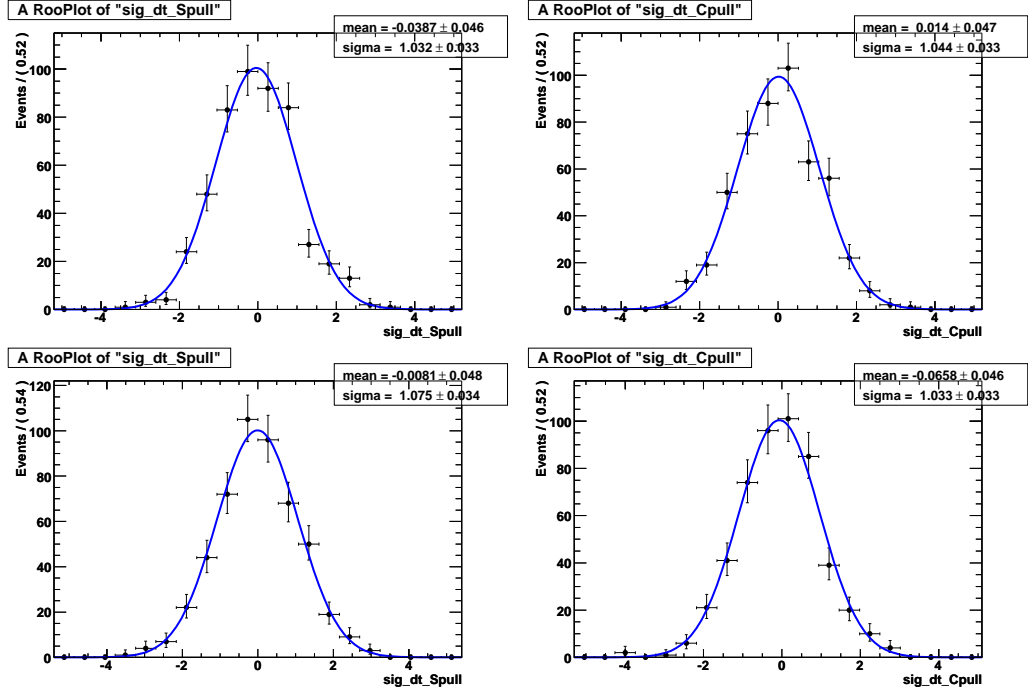 A RooPlot of "sig_dt_Spull"
mean = -0.0387 ± 0.046
sigma = 1.032 ± 0.033
Events / ( 0.52 )
100
80
60
40
20
0
-4 -2 0 2 4
sig_dt_Spull
A RooPlot of "sig_dt_Cpull"
mean = 0.014 ± 0.047
sigma = 1.044 ± 0.033
Events / ( 0.52 )
100
80
60
40
20
0
-4 -2 0 2 4
sig_dt_Cpull
A RooPlot of "sig_dt_Spull"
mean = -0.0081 ± 0.048
sigma = 1.075 ± 0.034
Events / ( 0.54 )
120
100
80
60
40
20
0
-4 -2 0 2 4
sig_dt_Spull
A RooPlot of "sig_dt_Cpull"
mean = -0.0658 ± 0.046
sigma = 1.033 ± 0.033
Events / ( 0.52 )
100
80
60
40
20
0
-4 -2 0 2 4
sig_dt_Cpull